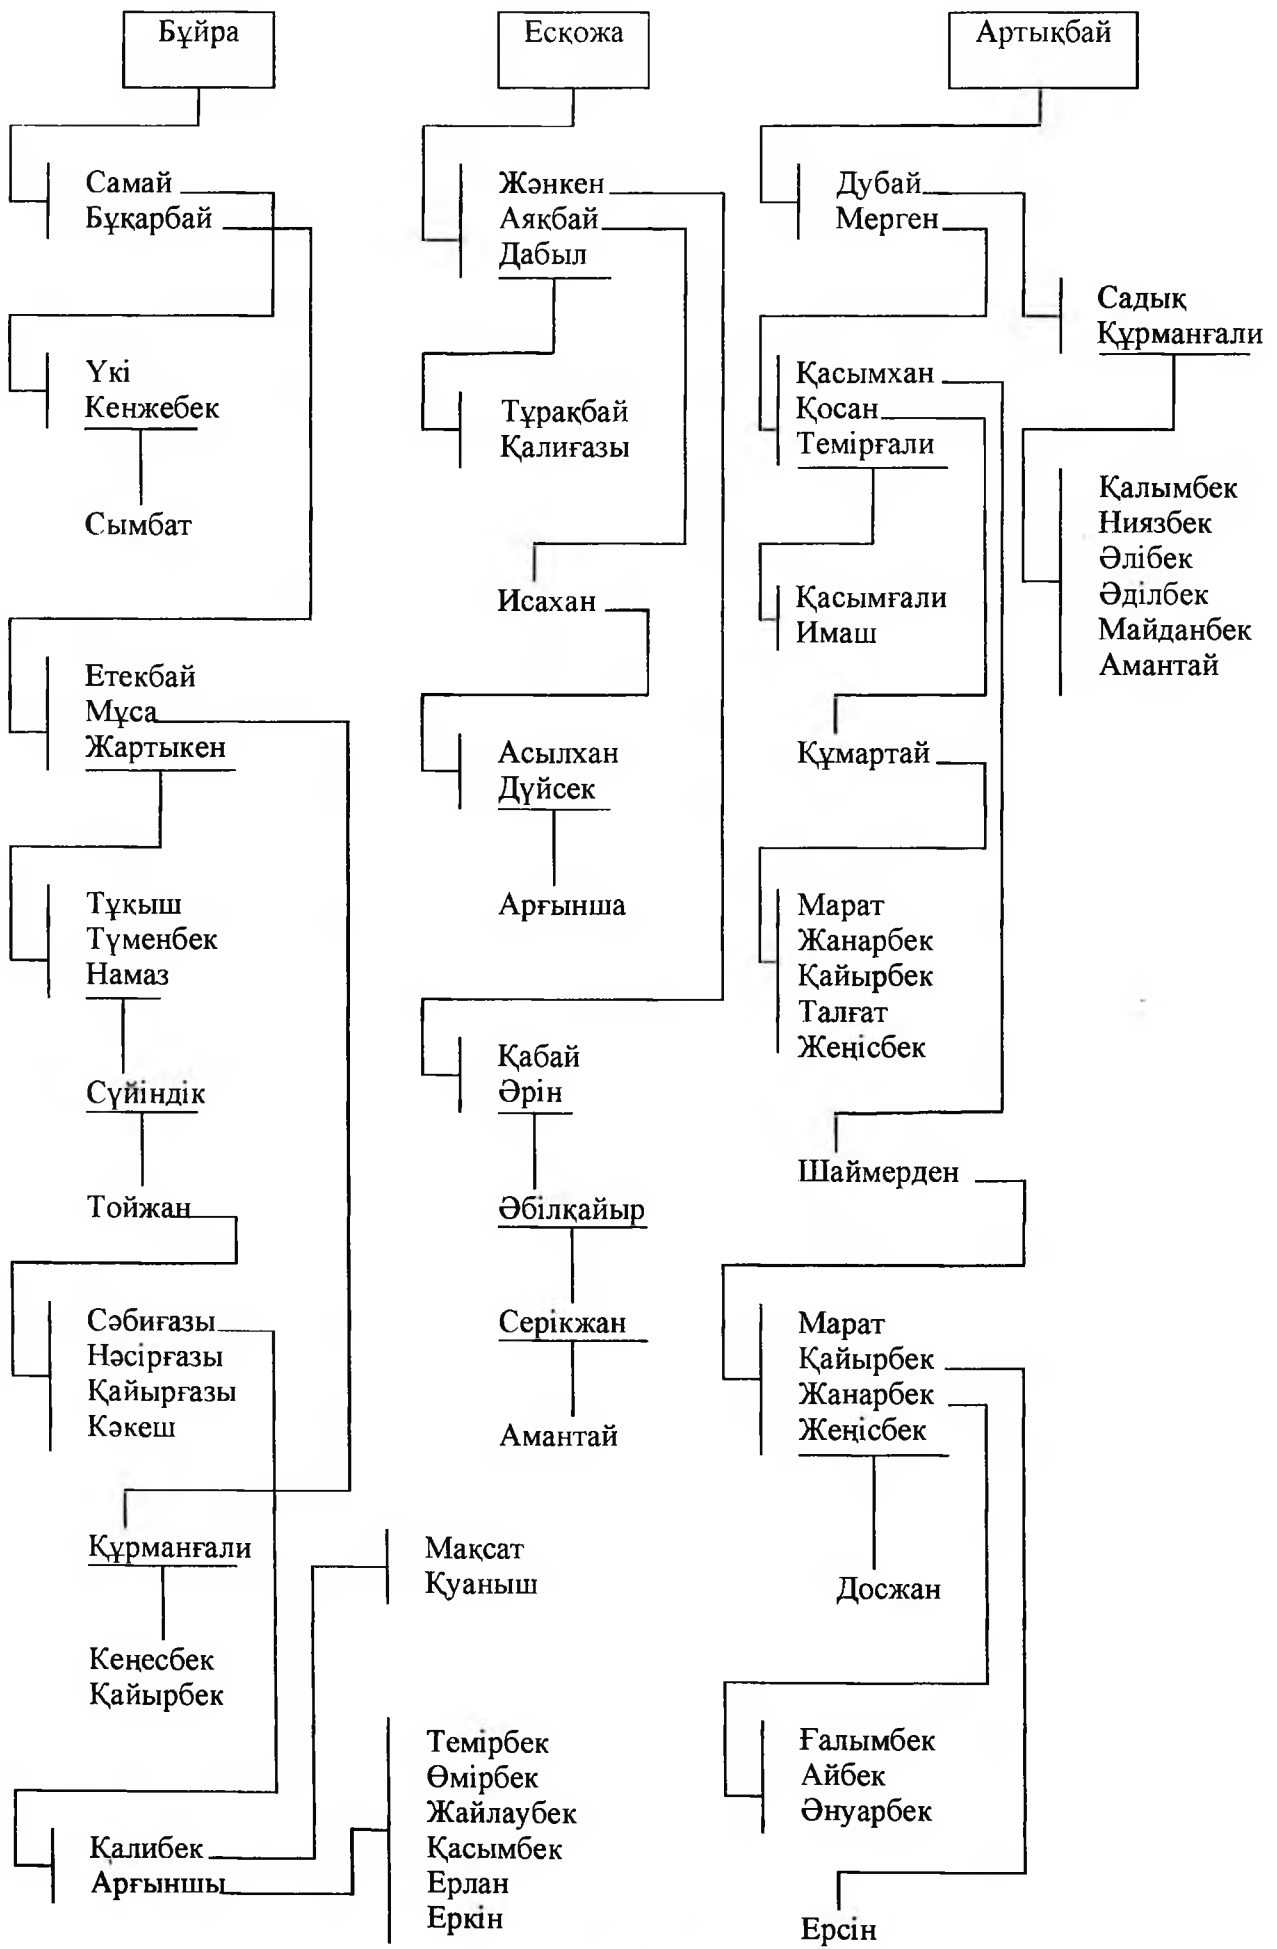 Бұйра
Самай
Бұқарбай
Үкі
Кенжебек
Сымбат
Етекбай
Мұса
Жартыкен
Тұқыш
Түменбек
Намаз
Сүйіндік
Тойжан
Сәбиғазы
Нәсірғазы
Қайырғазы
Кәкеш
Құрманғали
Кеңесбек
Қайырбек
Қалибек
Арғыншы
Мақсат
Қуаныш
Темірбек
Өмірбек
Жайлаубек
Қасымбек
Ерлан
Еркін
Есқожа
Жәнкен
Аяқбай
Дабыл
Тұрақбай
Қалиғазы
Исахан
Асылхан
Дүйсек
Арғынша
Қабай
Әрін
Әбілқайыр
Серікжан
Амантай
Артықбай
Дубай
Мерген
Садық
Құрманғали
Қалымбек
Ниязбек
Әлібек
Әділбек
Майданбек
Амантай
Қасымхан
Қосан
Темірғали
Қасымғали
Имаш
Құмартай
Марат
Жанарбек
Қайырбек
Талғат
Жеңісбек
Шаймерден
Марат
Қайырбек
Жанарбек
Жеңісбек
Досжан
Ғалымбек
Айбек
Әнуарбек
Ерсін